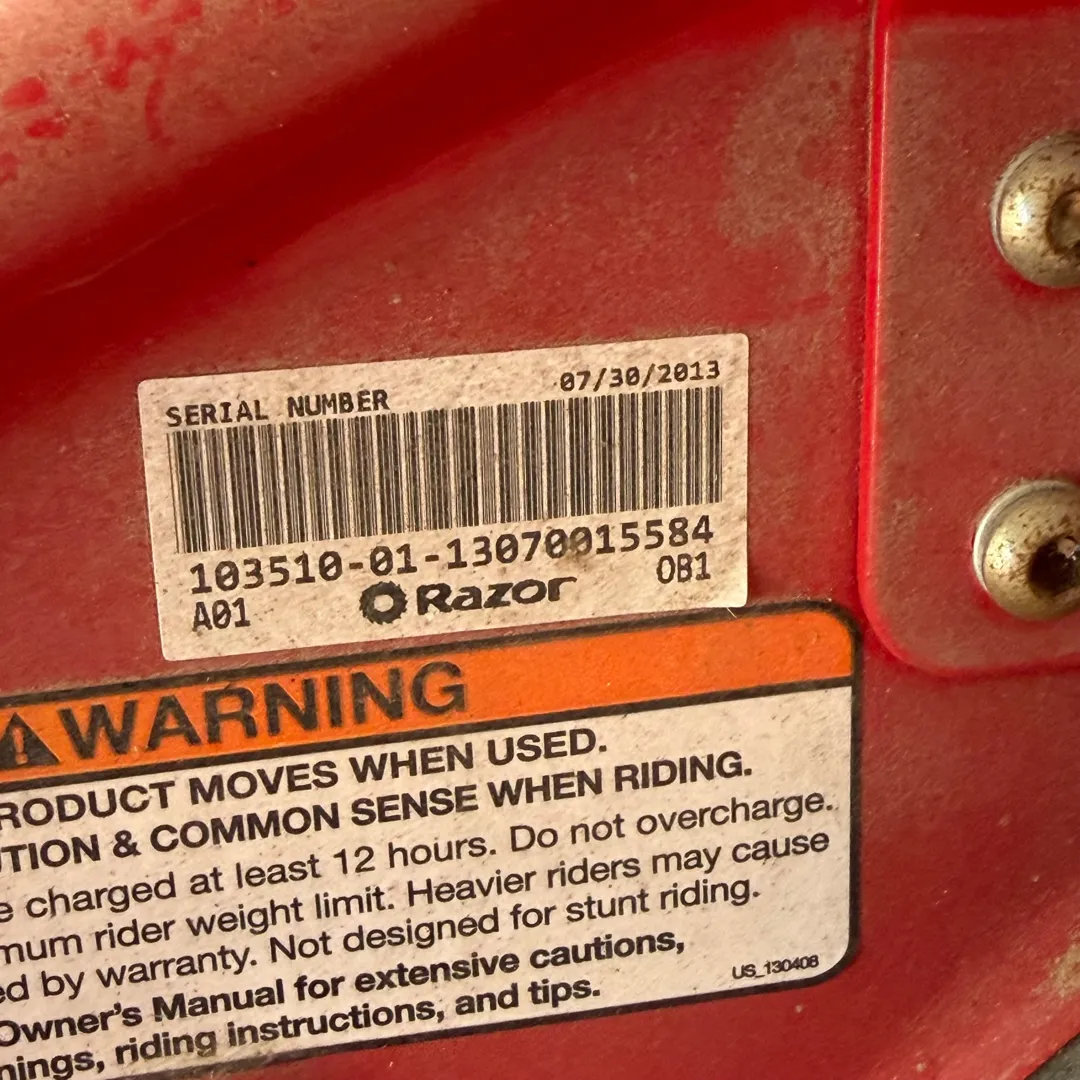 SERIAL NUMBER 07/30/2013
103510-01-13070015584
A01 Razor OB1
WARNING
RODUCT MOVES WHEN USED.
TION & COMMON SENSE WHEN RIDING.
e charged at least 12 hours. Do not overcharge.
mum rider weight limit. Heavier riders may cause
ed by warranty. Not designed for stunt riding.
Owner's Manual for extensive cautions,
nings, riding instructions, and tips.
US_130408